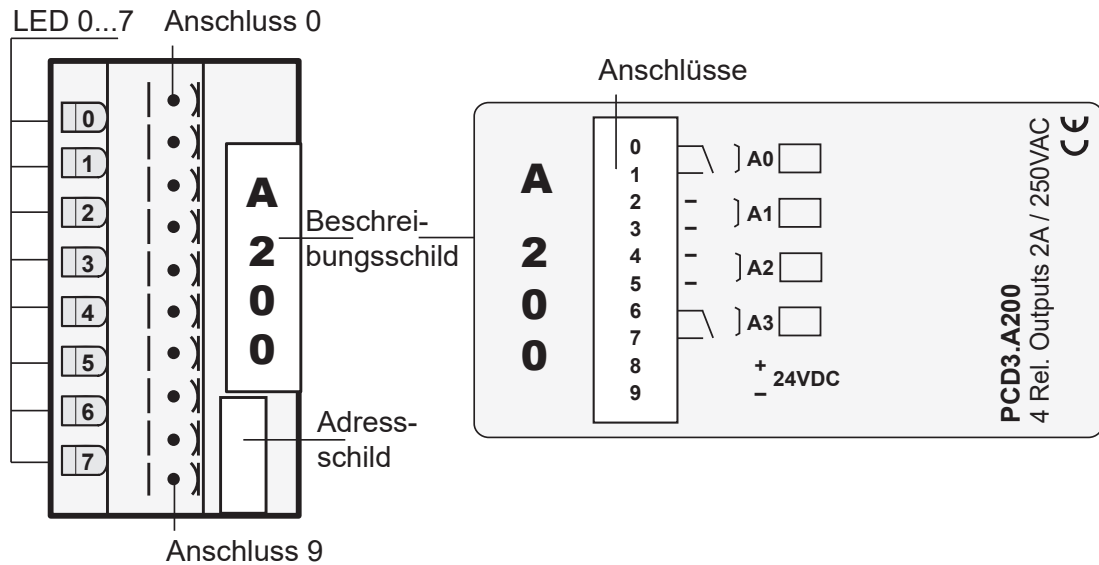 LED 0...7
Anschluss 0
0
1
2
3
4
5
6
7
A
2
0
0
Beschrei-
bungsschild
Adress-
schild
Anschluss 9
Anschlüsse
A
2
0
0
0
1
2
3
4
5
6
7
8
9
A0
A1
A2
A3
+
24VDC
–
PCD3.A200
4 Rel. Outputs 2A / 250VAC
CE